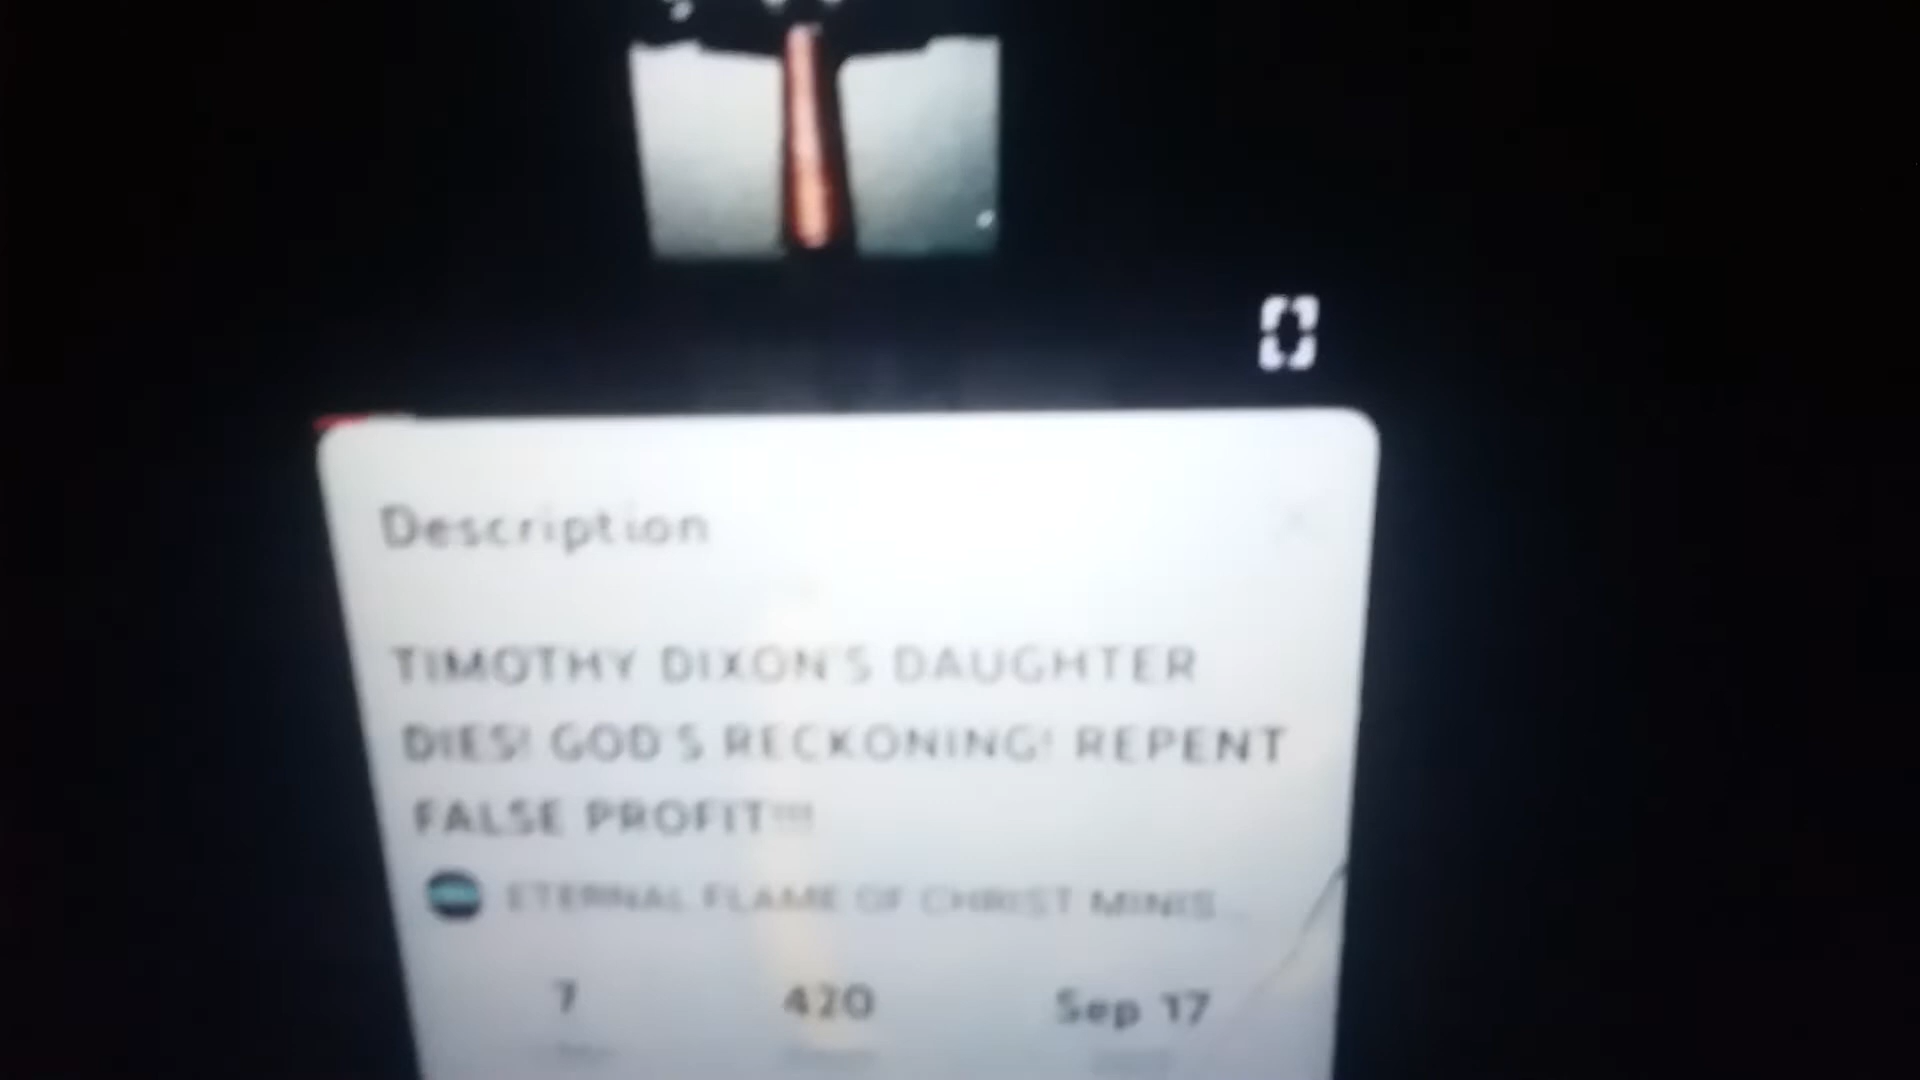 Description
TIMOTHY DIXON'S DAUGHTER
DIES! GOD'S RECKONING! REPENT
FALSE PROFIT!!!
ETERNAL FLAME OF CHRIST MINIS...
7 420 Sep 17